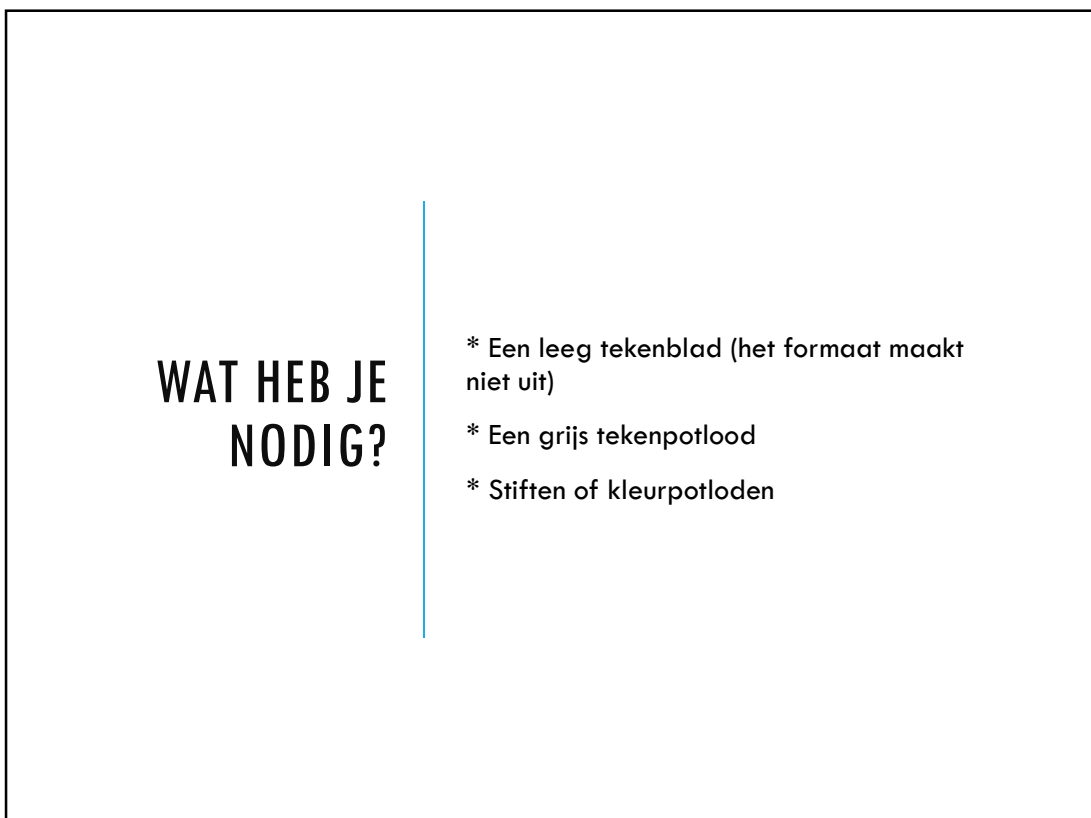 WAT HEB JE
NODIG?
* Een leeg tekenblad (het formaat maakt
niet uit)
* Een grijs tekenpotlood
* Stiften of kleurpotloden